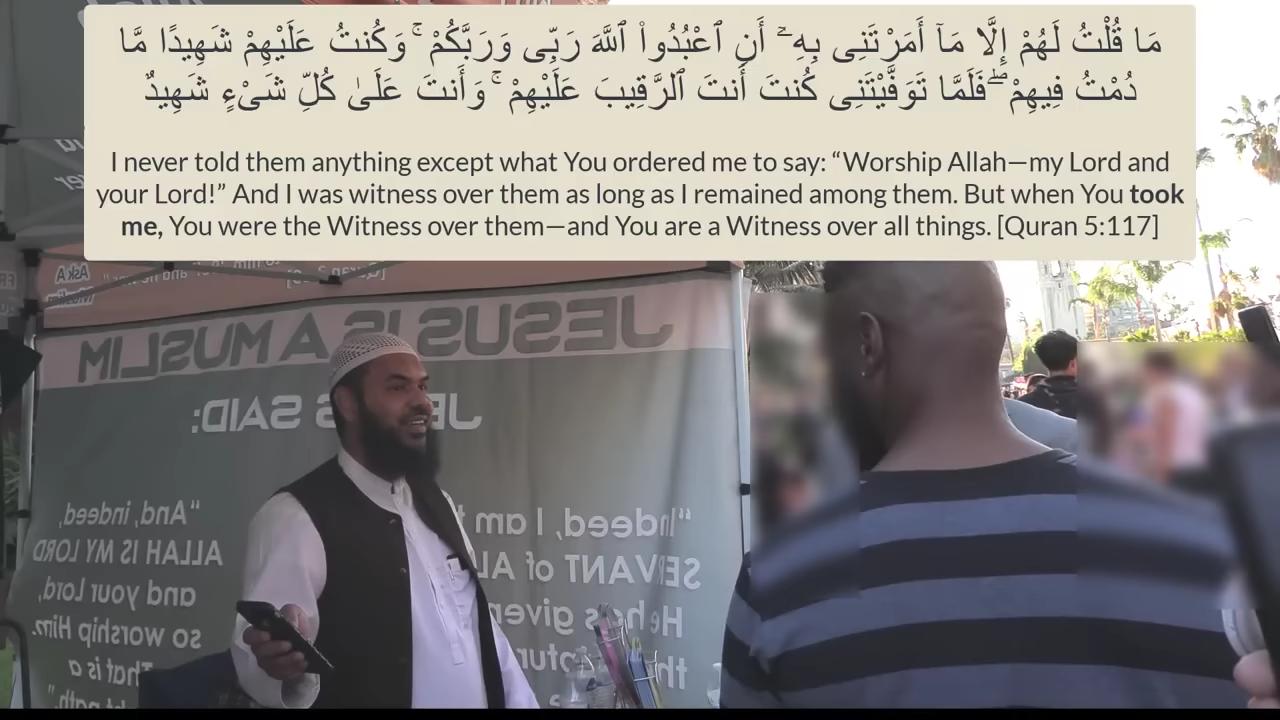 مَا قُلْتُ لَهُمْ إِلَّا مَآ أَمَرْتَنِى بِهِۦٓ أَنِ ٱعْبُدُوا۟ ٱللَّهَ رَبِّى وَرَبَّكُمْ ۚ وَكُنتُ عَلَيْهِمْ شَهِيدًا مَّا
دُمْتُ فِيهِمْ ۖ فَلَمَّا تَوَفَّيْتَنِى كُنتَ أَنتَ ٱلرَّقِيبَ عَلَيْهِمْ ۚ وَأَنتَ عَلَىٰ كُلِّ شَىْءٍ شَهِيدٌ
I never told them anything except what You ordered me to say: “Worship Allah—my Lord and
your Lord!” And I was witness over them as long as I remained among them. But when You took
me, You were the Witness over them—and You are a Witness over all things. [Quran 5:117]
Ask A
JESUS IS A MUSLIM
SAID:
“Indeed, I am
SERVANT of AL
“And, indeed,
ALLAH IS MY LORD
and your Lord,
so worship Him.
That is a